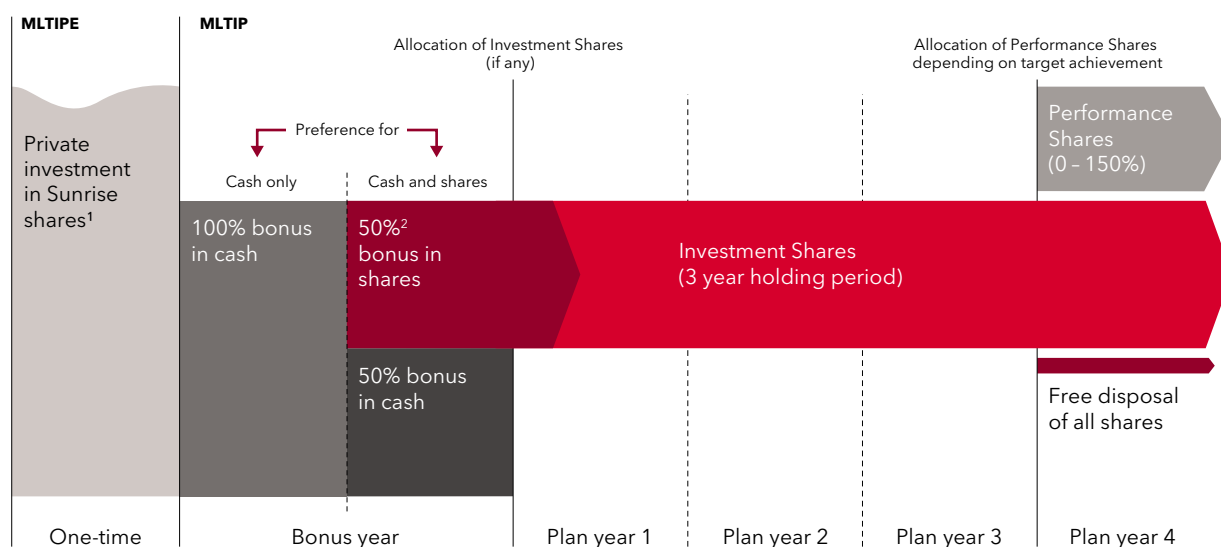 MLTIPE
MLTIP
Allocation of Investment Shares
(if any)
Allocation of Performance Shares
depending on target achievement
Private
investment
in Sunrise
shares¹
Preference for
Cash only
Cash and shares
100% bonus
in cash
50%²
bonus in
shares
50% bonus
in cash
Investment Shares
(3 year holding period)
Performance
Shares
(0 – 150%)
Free disposal
of all shares
One-time
Bonus year
Plan year 1
Plan year 2
Plan year 3
Plan year 4